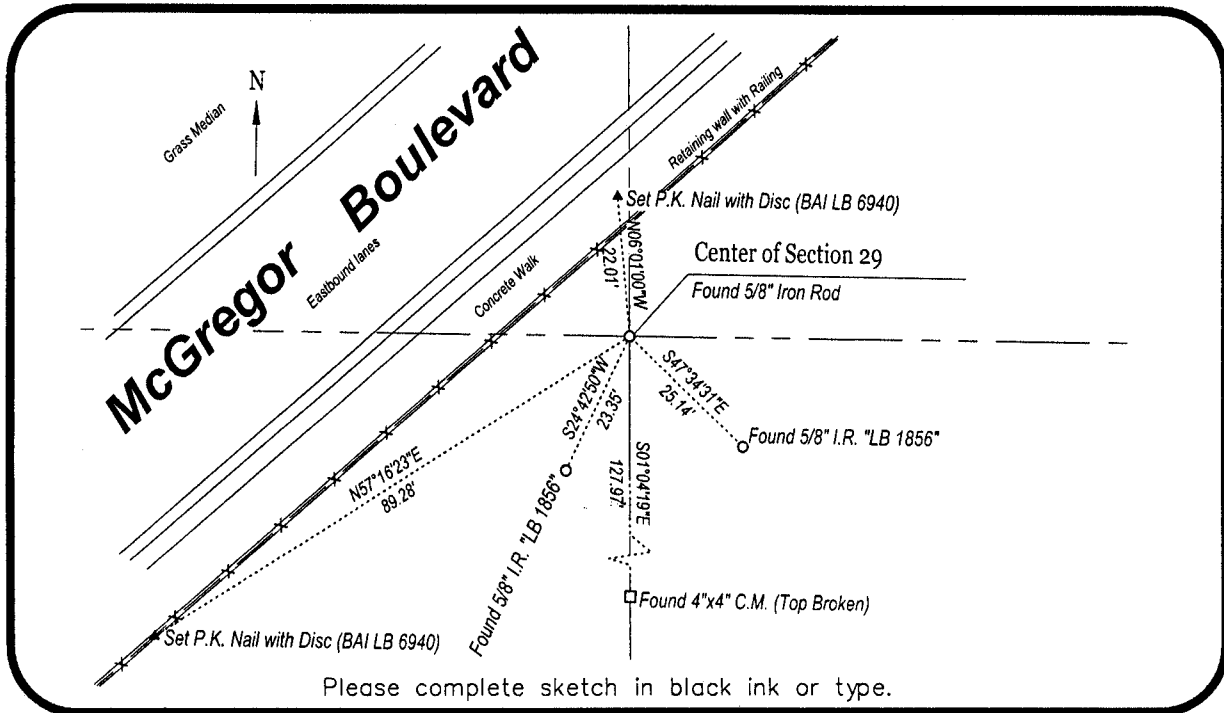 N
Grass Median
McGregor Boulevard
Eastbound lanes
Concrete Walk
Retaining wall with Railing
Set P.K. Nail with Disc (BAI LB 6940)
N06°01'00"W
22.01'
Center of Section 29
Found 5/8" Iron Rod
S47°34'31"E
25.14'
Found 5/8" I.R. "LB 1856"
S24°42'50"W
23.35'
Found 5/8" I.R. "LB 1856"
N57°16'23"E
89.28'
S01°04'19"E
127.97'
Found 4"x4" C.M. (Top Broken)
Set P.K. Nail with Disc (BAI LB 6940)
Please complete sketch in black ink or type.